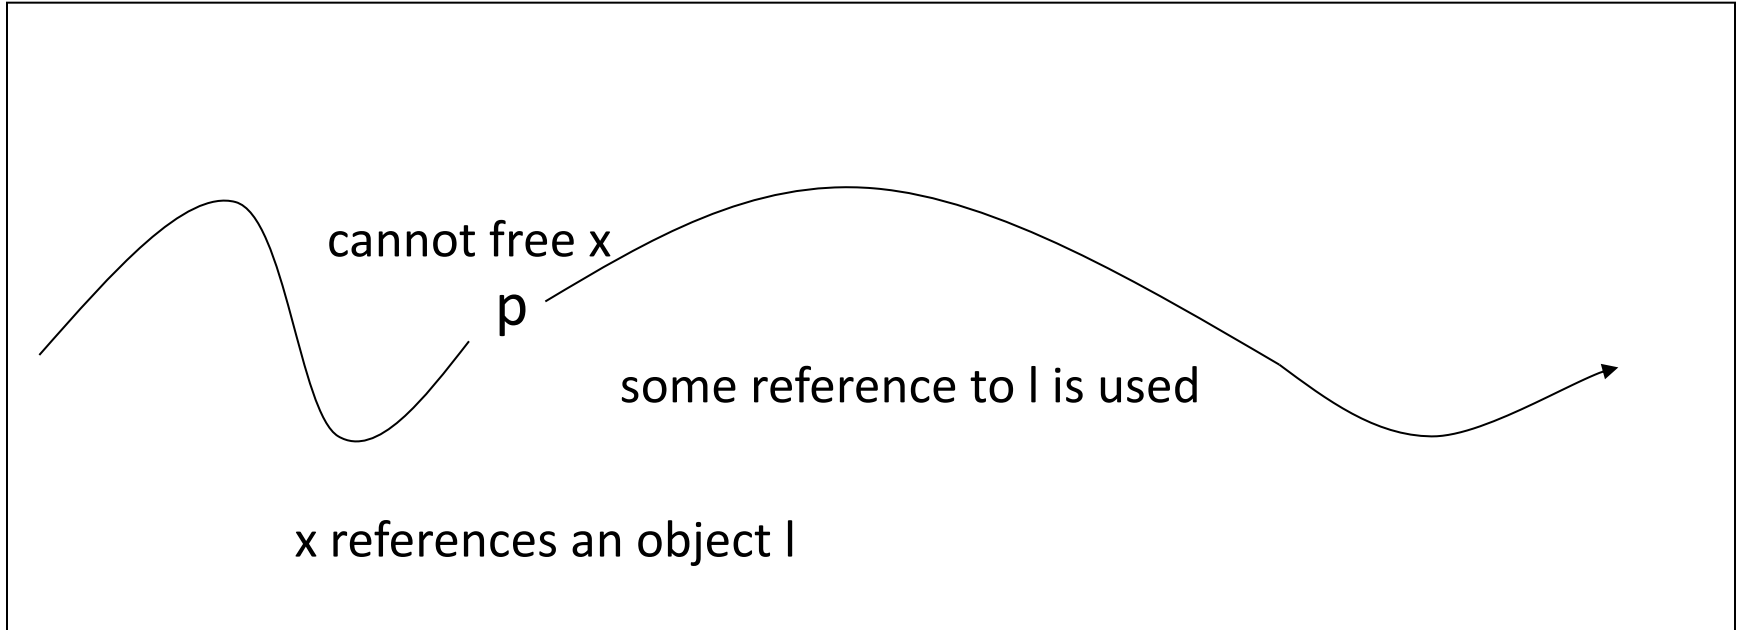 cannot free x
p
some reference to l is used
x references an object l